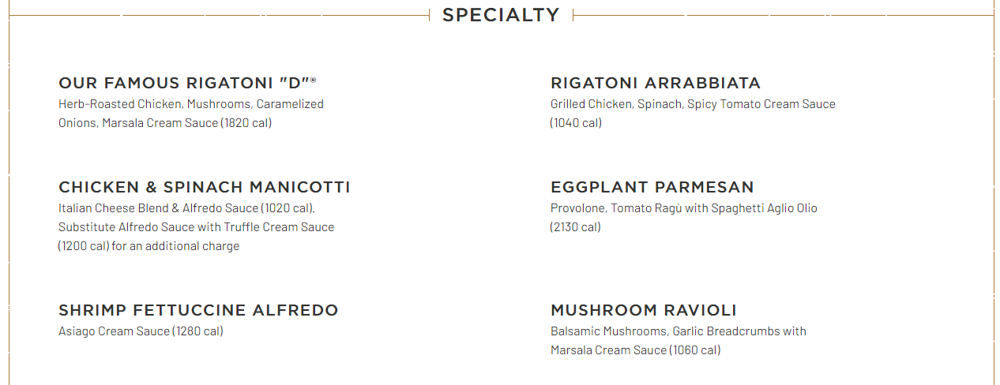 SPECIALTY
OUR FAMOUS RIGATONI "D"®
Herb-Roasted Chicken, Mushrooms, Caramelized
Onions, Marsala Cream Sauce (1820 cal)
RIGATONI ARRABBIATA
Grilled Chicken, Spinach, Spicy Tomato Cream Sauce
(1040 cal)
CHICKEN & SPINACH MANICOTTI
Italian Cheese Blend & Alfredo Sauce (1020 cal).
Substitute Alfredo Sauce with Truffle Cream Sauce
(1200 cal) for an additional charge
EGGPLANT PARMESAN
Provolone, Tomato Ragù with Spaghetti Aglio Olio
(2130 cal)
SHRIMP FETTUCCINE ALFREDO
Asiago Cream Sauce (1280 cal)
MUSHROOM RAVIOLI
Balsamic Mushrooms, Garlic Breadcrumbs with
Marsala Cream Sauce (1060 cal)